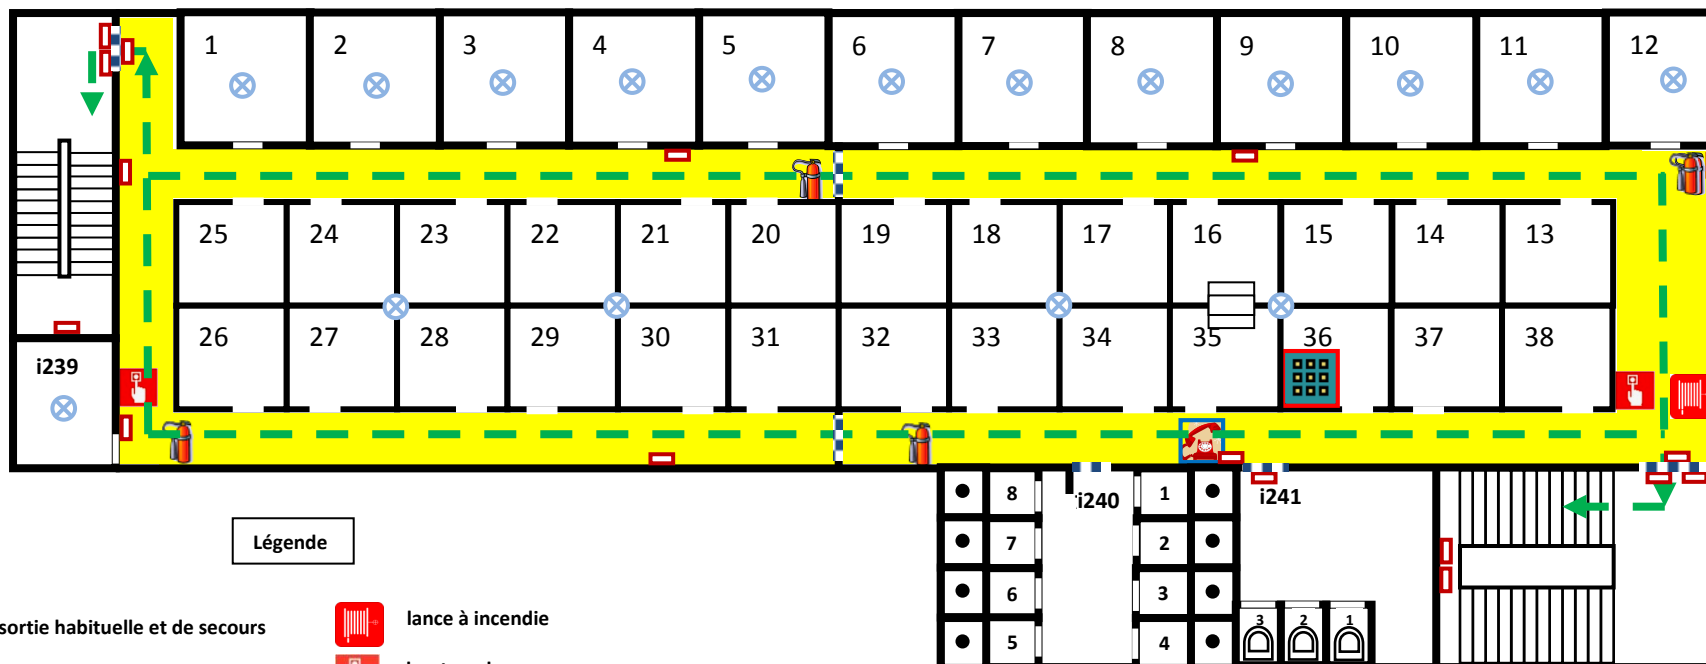 1 2 3 4 5 6 7 8 9 10 11 12
25 24 23 22 21 20 19 18 17 16 15 14 13
26 27 28 29 30 31 32 33 34 35 36 37 38
i239
8 i240 1 i241
7 2
6 3
5 4 3 2 1
Légende
sortie habituelle et de secours
lance à incendie